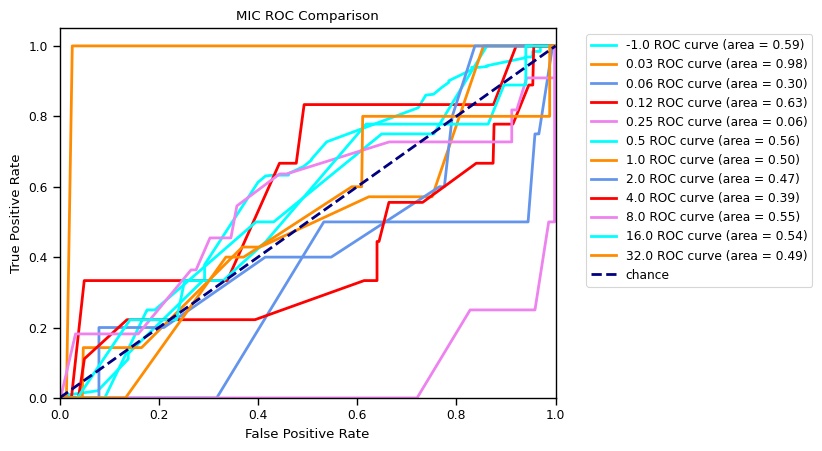 MIC ROC Comparison
1.0
0.8
0.6
0.4
0.2
0.0
True Positive Rate
0.0 0.2 0.4 0.6 0.8 1.0
False Positive Rate
-1.0 ROC curve (area = 0.59)
0.03 ROC curve (area = 0.98)
0.06 ROC curve (area = 0.30)
0.12 ROC curve (area = 0.63)
0.25 ROC curve (area = 0.06)
0.5 ROC curve (area = 0.56)
1.0 ROC curve (area = 0.50)
2.0 ROC curve (area = 0.47)
4.0 ROC curve (area = 0.39)
8.0 ROC curve (area = 0.55)
16.0 ROC curve (area = 0.54)
32.0 ROC curve (area = 0.49)
chance